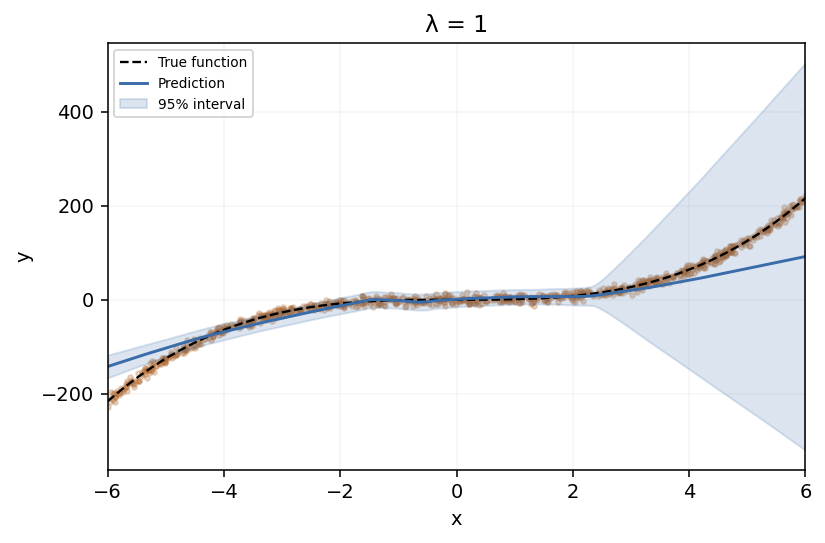 λ = 1
True function
Prediction
95% interval
400
200
0
−200
y
−6
−4
−2
0
2
4
6
x